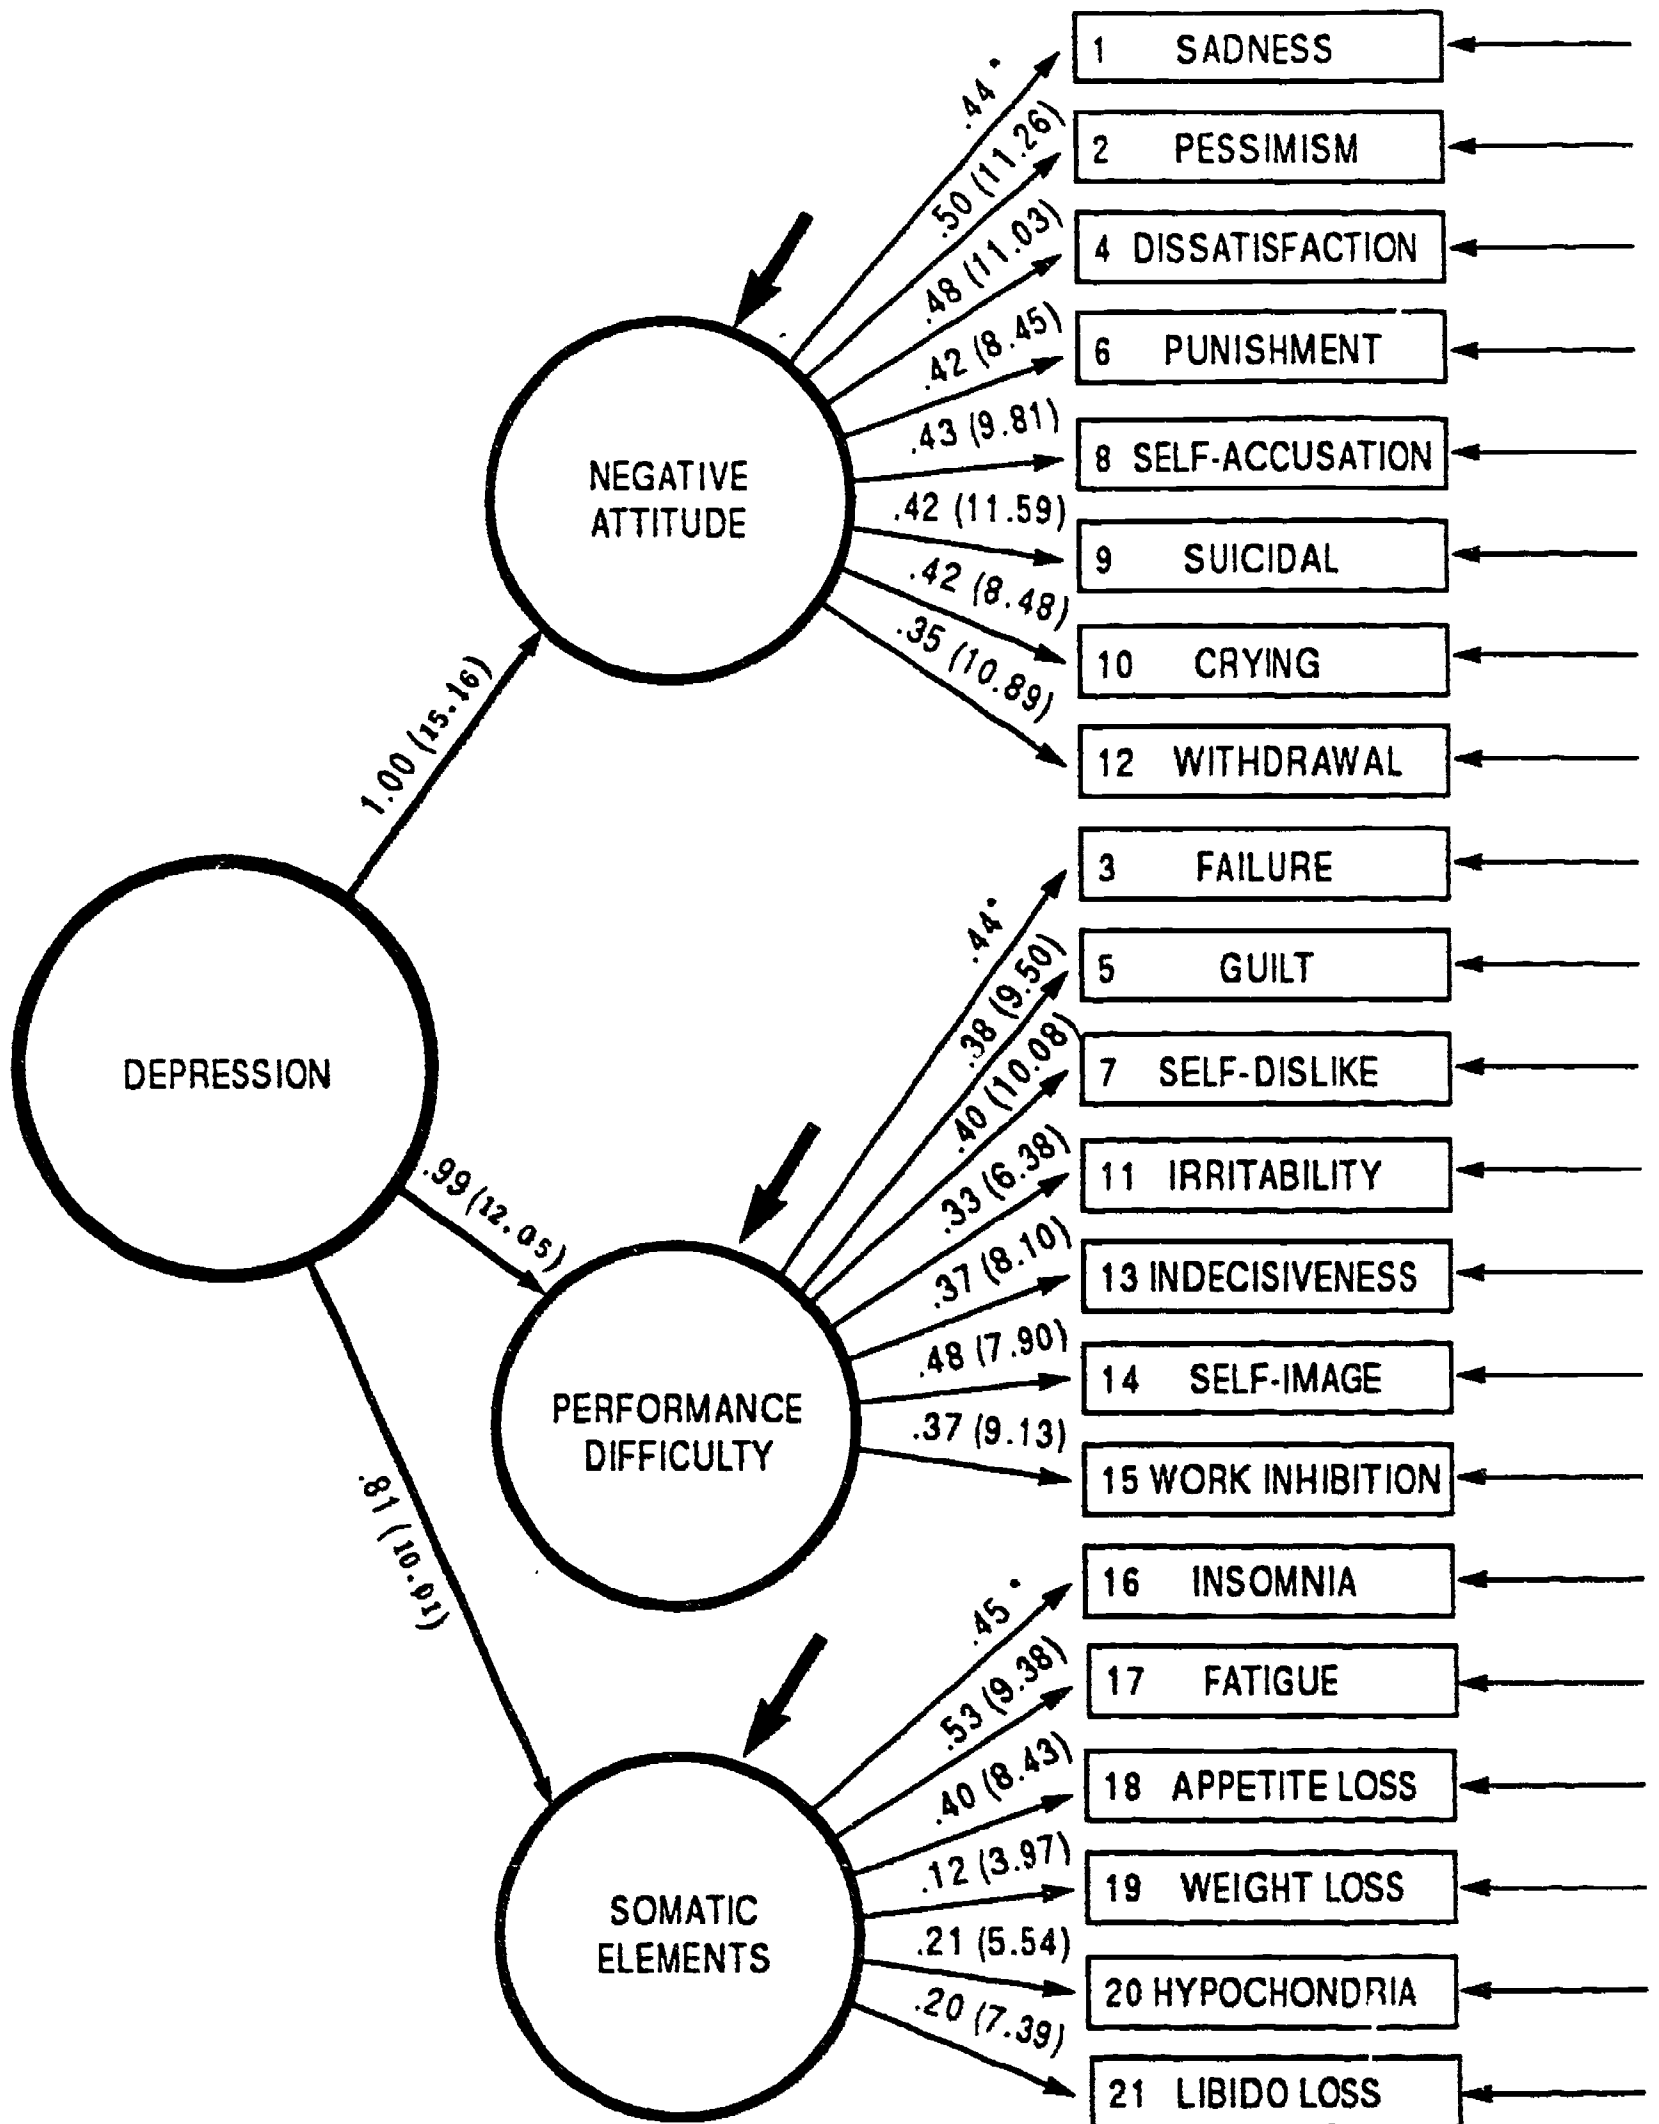 1 SADNESS
.44*
2 PESSIMISM
.50 (11.26)
4 DISSATISFACTION
.48 (11.03)
6 PUNISHMENT
.42 (8.45)
8 SELF-ACCUSATION
.43 (9.81)
9 SUICIDAL
.42 (11.59)
10 CRYING
.42 (8.48)
12 WITHDRAWAL
.35 (10.89)
NEGATIVE
ATTITUDE
1.00 (15.16)
DEPRESSION
.99 (12.05)
.81 (10.01)
3 FAILURE
.44*
5 GUILT
.38 (9.50)
7 SELF-DISLIKE
.40 (10.08)
11 IRRITABILITY
.33 (6.38)
13 INDECISIVENESS
.37 (8.10)
14 SELF-IMAGE
.48 (7.90)
15 WORK INHIBITION
.37 (9.13)
PERFORMANCE
DIFFICULTY
16 INSOMNIA
.45*
17 FATIGUE
.53 (9.38)
18 APPETITE LOSS
.40 (8.43)
19 WEIGHT LOSS
.12 (3.97)
20 HYPOCHONDRIA
.21 (5.54)
21 LIBIDO LOSS
.20 (7.39)
SOMATIC
ELEMENTS